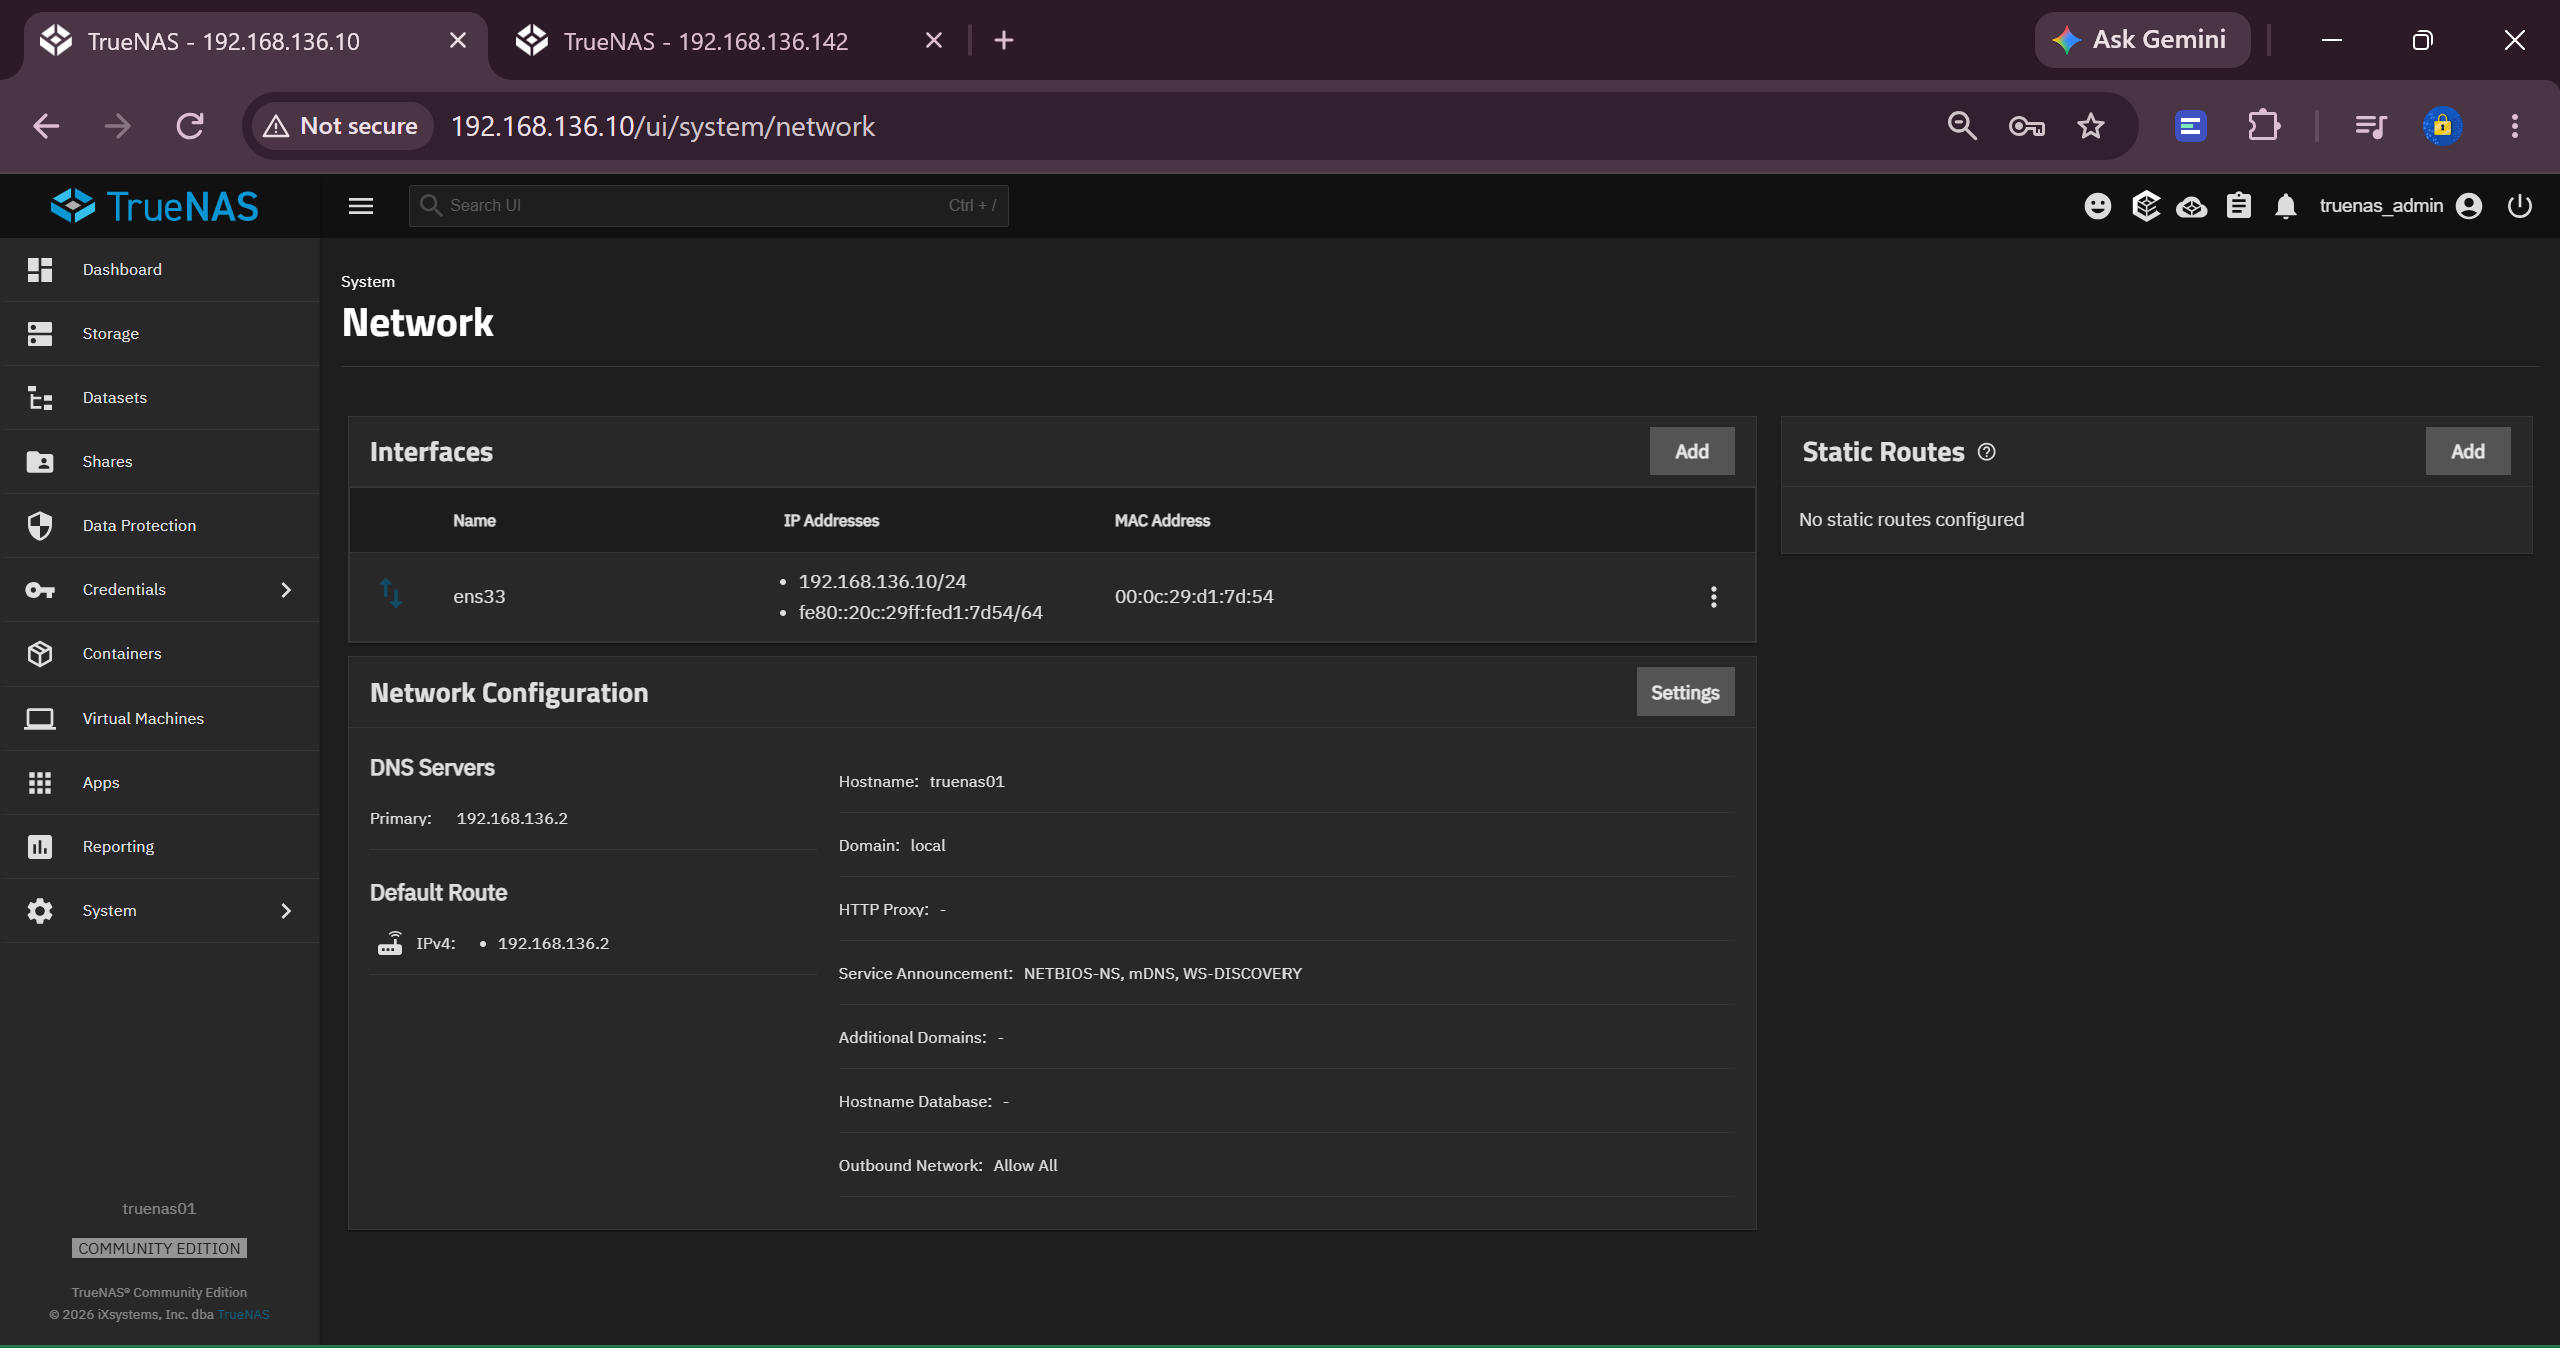 TrueNAS - 192.168.136.10
TrueNAS - 192.168.136.142
Ask Gemini
Not secure
192.168.136.10/ui/system/network
TrueNAS
Search UI
Ctrl + /
truenas_admin
Dashboard
Storage
Datasets
Shares
Data Protection
Credentials
Containers
Virtual Machines
Apps
Reporting
System
truenas01
COMMUNITY EDITION
TrueNAS® Community Edition
© 2026 iXsystems, Inc. dba TrueNAS
System
Network
Interfaces
Add
Name IP Addresses MAC Address
ens33
• 192.168.136.10/24
• fe80::20c:29ff:fed1:7d54/64
00:0c:29:d1:7d:54
Network Configuration
Settings
DNS Servers
Primary: 192.168.136.2
Default Route
IPv4: • 192.168.136.2
Hostname: truenas01
Domain: local
HTTP Proxy: -
Service Announcement: NETBIOS-NS, mDNS, WS-DISCOVERY
Additional Domains: -
Hostname Database: -
Outbound Network: Allow All
Static Routes
Add
No static routes configured